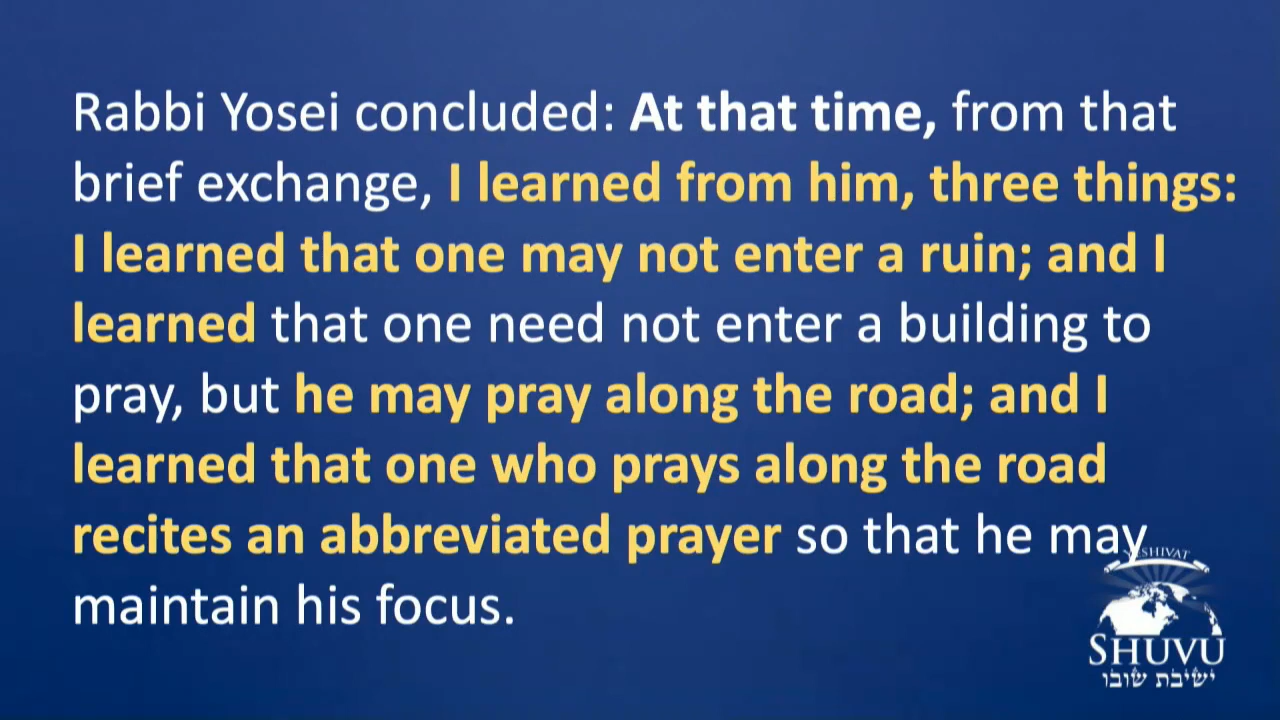 Rabbi Yosei concluded: At that time, from that
brief exchange, I learned from him, three things:
I learned that one may not enter a ruin; and I
learned that one need not enter a building to
pray, but he may pray along the road; and I
learned that one who prays along the road
recites an abbreviated prayer so that he may
maintain his focus.
YESHIVAT
SHUVU
ישיבת שובו